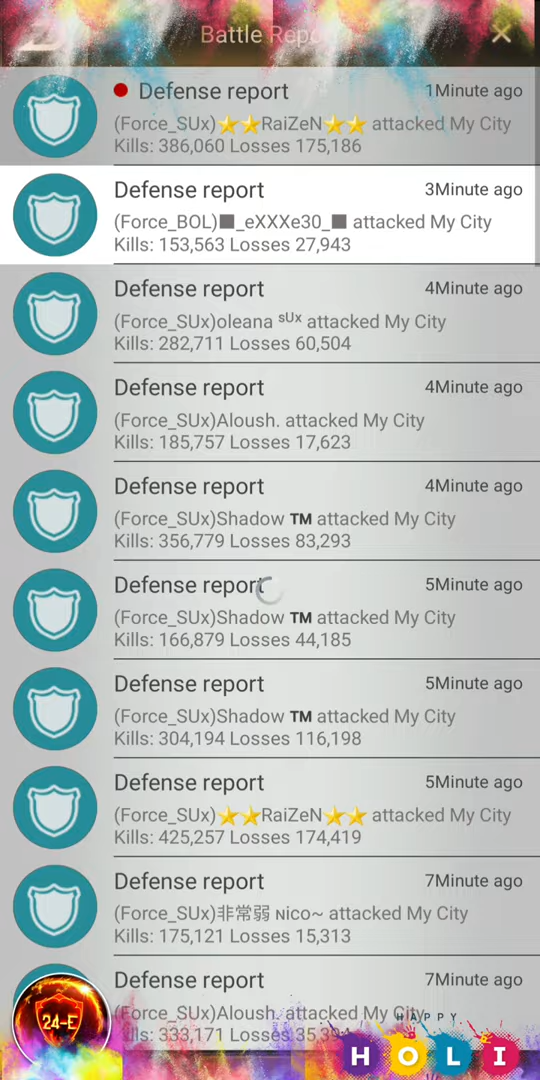 Battle Repo
Defense report 1Minute ago
(Force_SUx)⭐⭐RaiZeN⭐⭐ attacked My City
Kills: 386,060 Losses 175,186
Defense report 3Minute ago
(Force_BOL)■_eXXXe30_■ attacked My City
Kills: 153,563 Losses 27,943
Defense report 4Minute ago
(Force_SUx)oleana ˢᵁˣ attacked My City
Kills: 282,711 Losses 60,504
Defense report 4Minute ago
(Force_SUx)Aloush. attacked My City
Kills: 185,757 Losses 17,623
Defense report 4Minute ago
(Force_SUx)Shadow ™ attacked My City
Kills: 356,779 Losses 83,293
Defense report 5Minute ago
(Force_SUx)Shadow ™ attacked My City
Kills: 166,879 Losses 44,185
Defense report 5Minute ago
(Force_SUx)Shadow ™ attacked My City
Kills: 304,194 Losses 116,198
Defense report 5Minute ago
(Force_SUx)⭐⭐RaiZeN⭐⭐ attacked My City
Kills: 425,257 Losses 174,419
Defense report 7Minute ago
(Force_SUx)非常弱 ɴico~ attacked My City
Kills: 175,121 Losses 15,313
Defense report 7Minute ago
(Force_SUx)Aloush. attacked My City
Kills: 333,171 Losses
24-E
HAPPY
HOLI